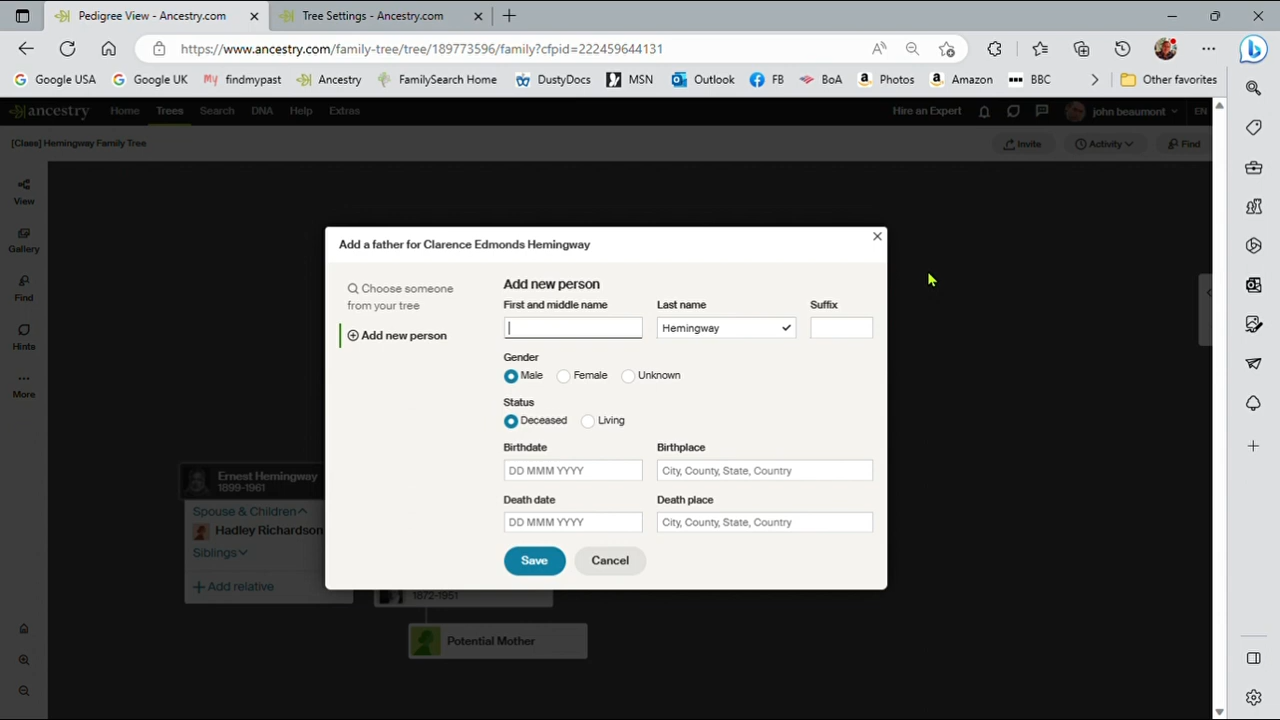 Pedigree View - Ancestry.com
Tree Settings - Ancestry.com
https://www.ancestry.com/family-tree/tree/189773596/family?cfpid=222459644131
Google USA Google UK findmypast Ancestry FamilySearch Home DustyDocs MSN Outlook FB BoA Photos Amazon BBC Other favorites
ancestry Home Trees Search DNA Help Extras Hire an Expert john beaumont EN
[Class] Hemingway Family Tree Invite Activity Find
View
Gallery
Find
Hints
More
Add a father for Clarence Edmonds Hemingway
Choose someone
from your tree
Add new person
Add new person
First and middle name Last name Suffix
Hemingway
Gender
Male Female Unknown
Status
Deceased Living
Birthdate Birthplace
DD MMM YYYY City, County, State, Country
Death date Death place
DD MMM YYYY City, County, State, Country
Save Cancel
Ernest Hemingway
1899-1961
Spouse & Children
Hadley Richardson
Siblings
Add relative
1872-1951
Potential Mother